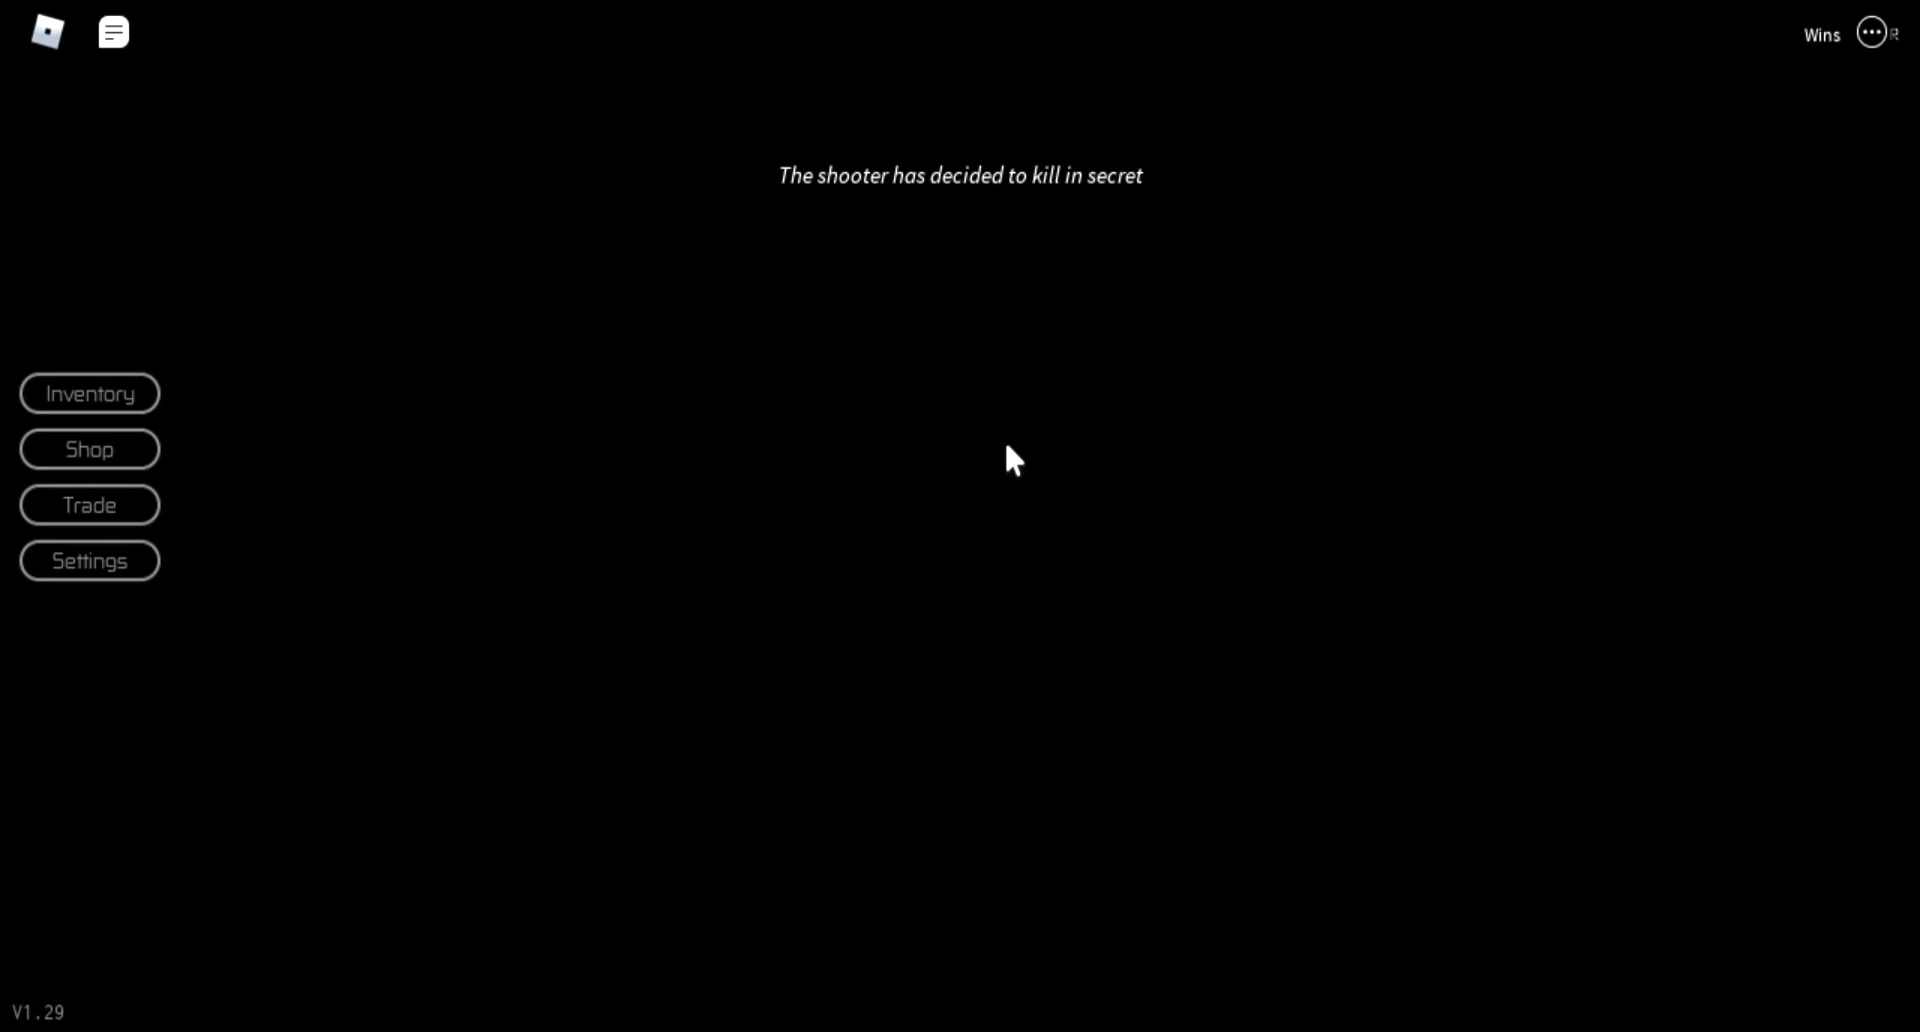 Wins
R
The shooter has decided to kill in secret
Inventory
Shop
Trade
Settings
V1.29